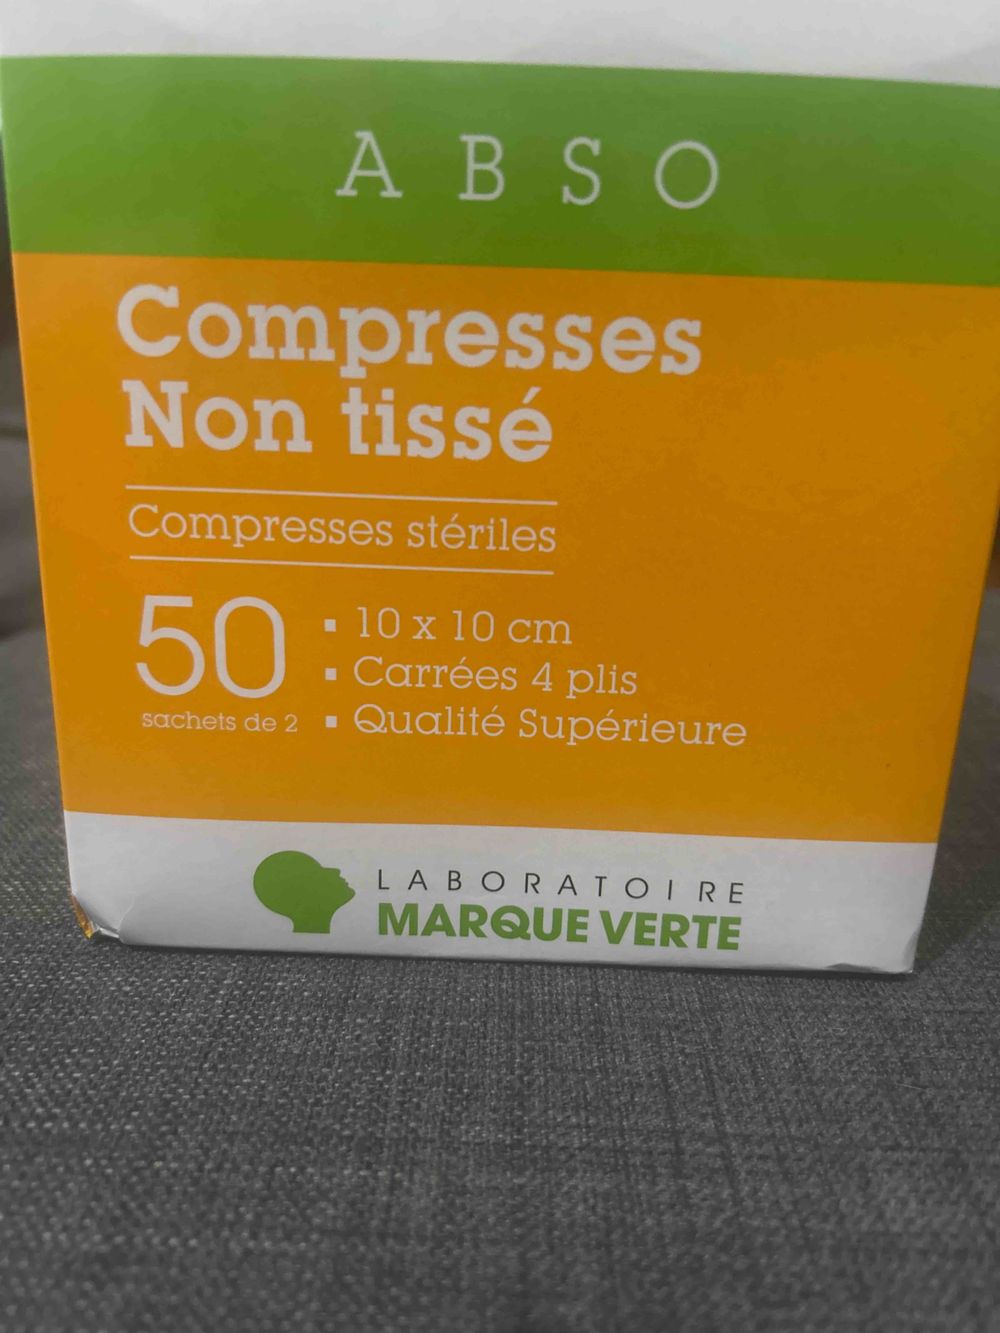 ABSO
Compresses
Non tissé
Compresses stériles
50
sachets de 2
▪ 10 x 10 cm
▪ Carrées 4 plis
▪ Qualité Supérieure
LABORATOIRE
MARQUE VERTE